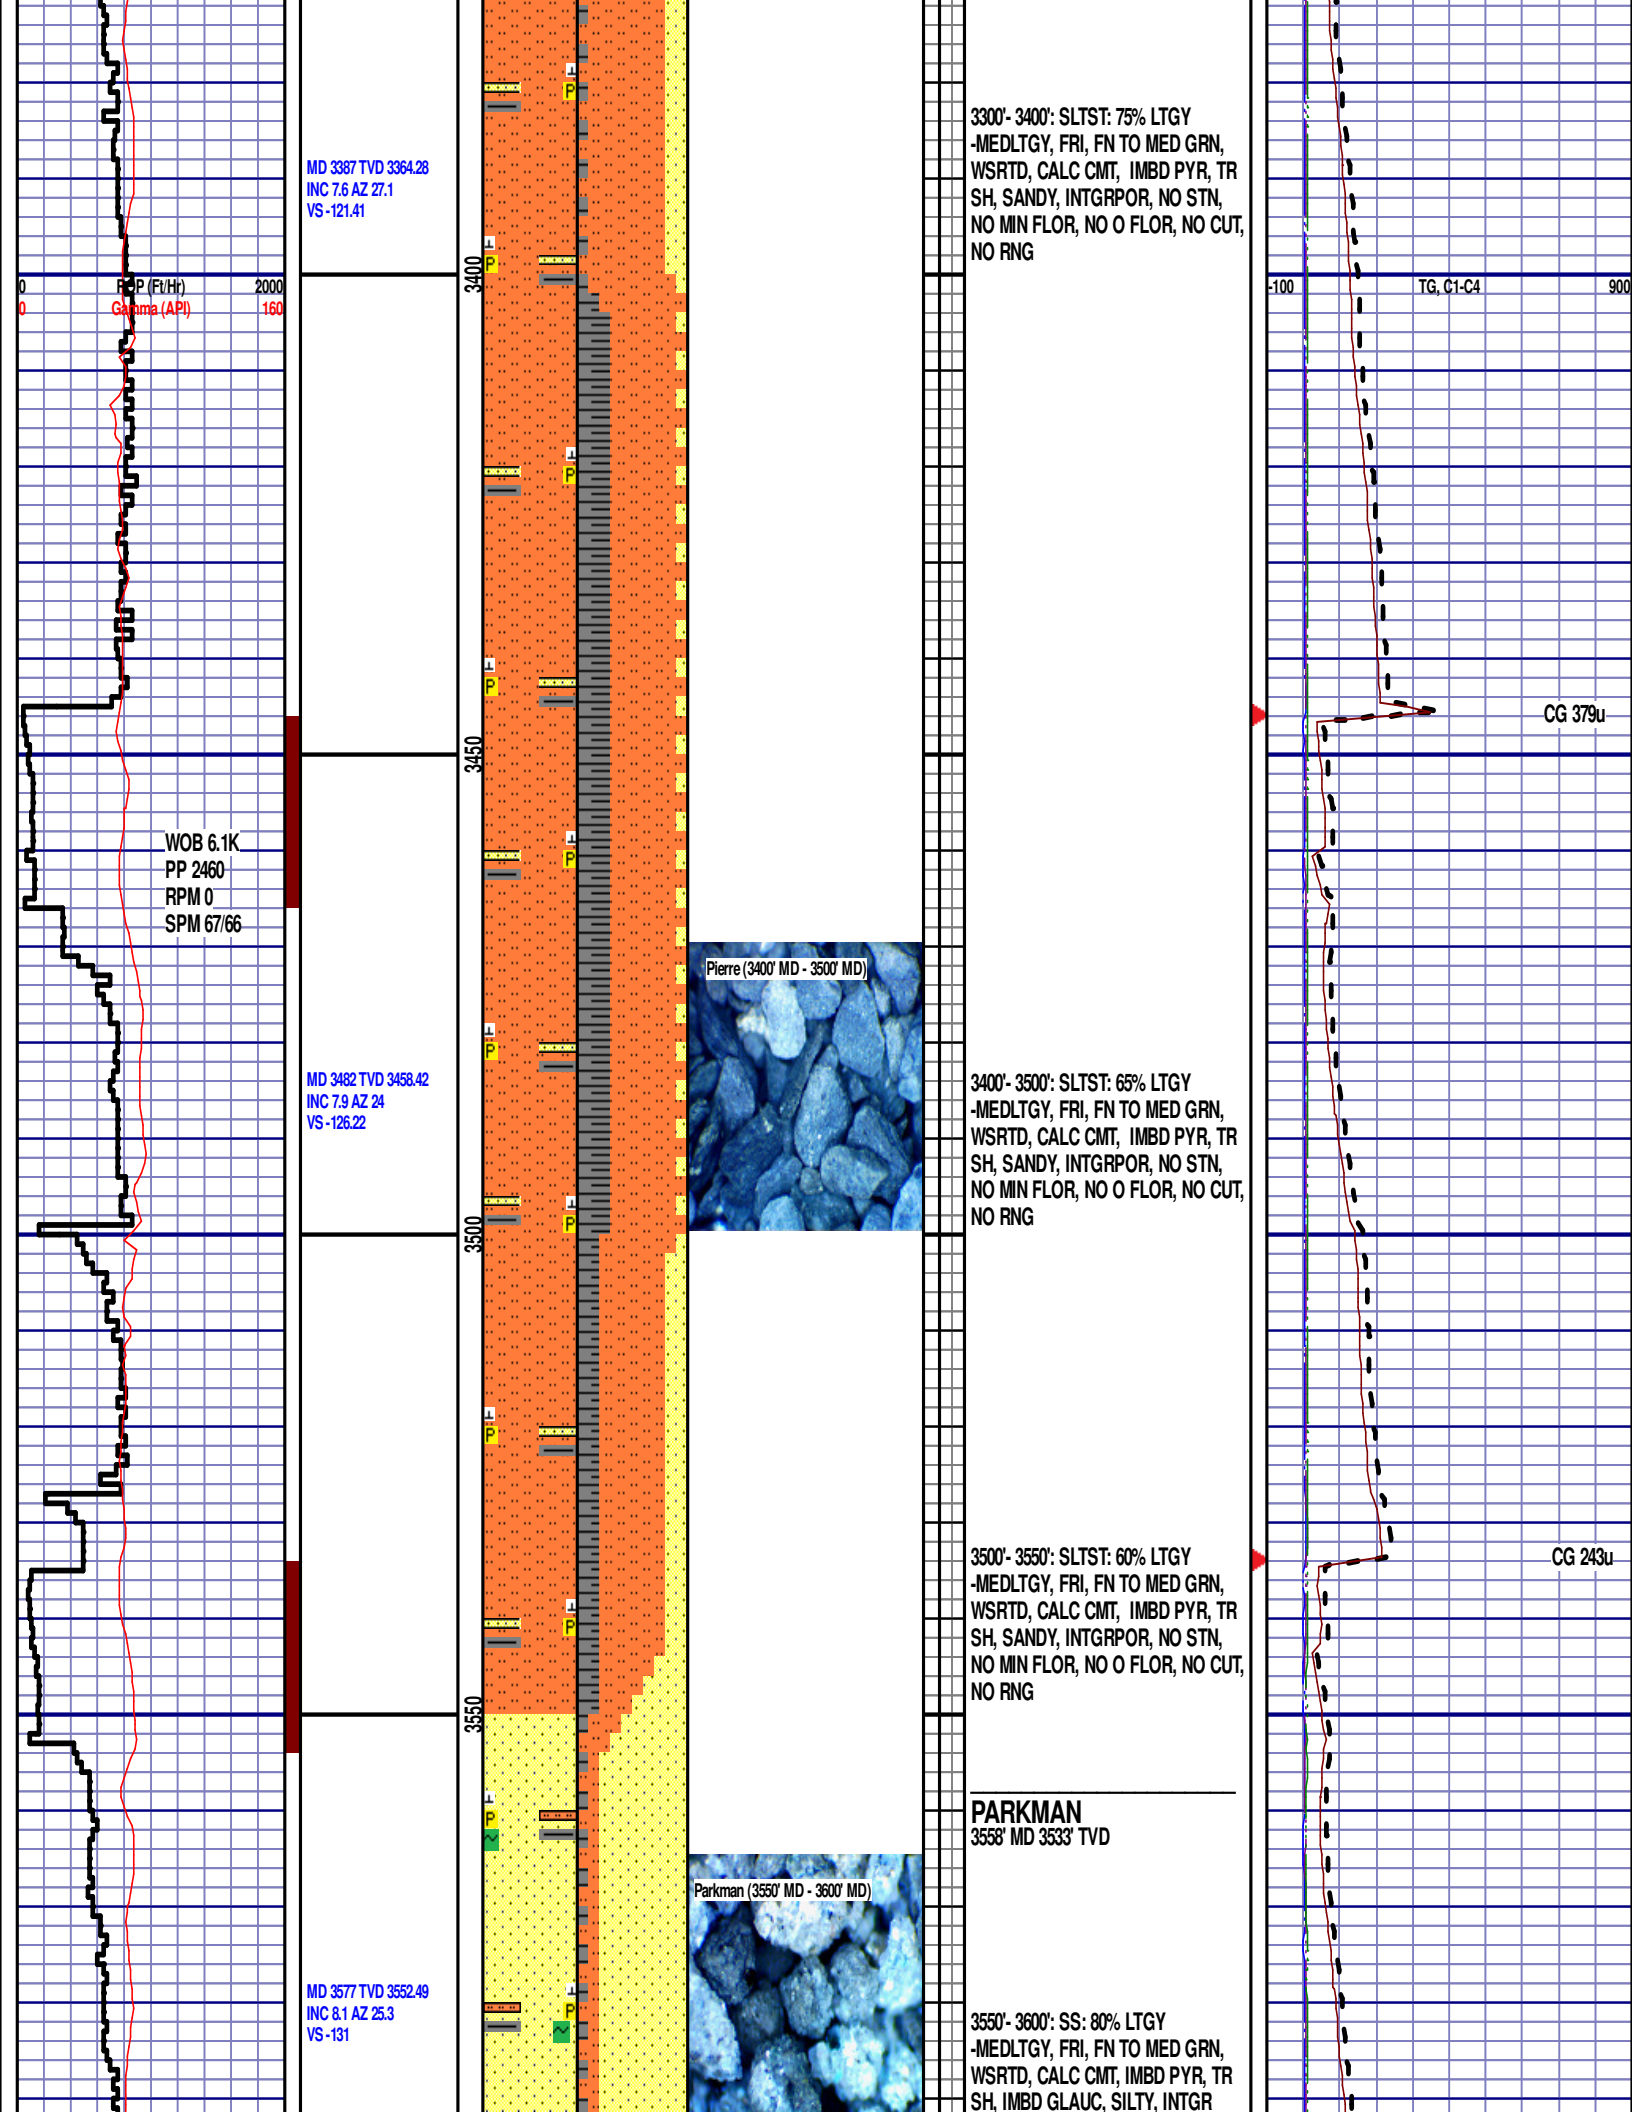 3300'- 3400': SLTST: 75% LTGY
-MEDLTGY, FRI, FN TO MED GRN,
WSRTD, CALC CMT, IMBD PYR, TR
SH, SANDY, INTGRPOR, NO STN,
NO MIN FLOR, NO O FLOR, NO CUT,
NO RNG
MD 3387 TVD 3364.28
INC 7.6 AZ 27.1
VS -121.41
P
P
3400
0 ROP (Ft/Hr) 2000
0 Gamma (API) 160
-100 TG, C1-C4 900
P
P
CG 379u
3450
WOB 6.1K
PP 2460
RPM 0
SPM 67/66
P
Pierre (3400' MD - 3500' MD)
P
MD 3482 TVD 3458.42
INC 7.9 AZ 24
VS -126.22
3400'- 3500': SLTST: 65% LTGY
-MEDLTGY, FRI, FN TO MED GRN,
WSRTD, CALC CMT, IMBD PYR, TR
SH, SANDY, INTGRPOR, NO STN,
NO MIN FLOR, NO O FLOR, NO CUT,
NO RNG
P
3500
P
3500'- 3550': SLTST: 60% LTGY
-MEDLTGY, FRI, FN TO MED GRN,
WSRTD, CALC CMT, IMBD PYR, TR
SH, SANDY, INTGRPOR, NO STN,
NO MIN FLOR, NO O FLOR, NO CUT,
NO RNG
CG 243u
P
3550
PARKMAN
3558' MD 3533' TVD
P
Parkman (3550' MD - 3600' MD)
MD 3577 TVD 3552.49
INC 8.1 AZ 25.3
VS -131
P
3550'- 3600': SS: 80% LTGY
-MEDLTGY, FRI, FN TO MED GRN,
WSRTD, CALC CMT, IMBD PYR, TR
SH, IMBD GLAUC, SILTY, INTGR